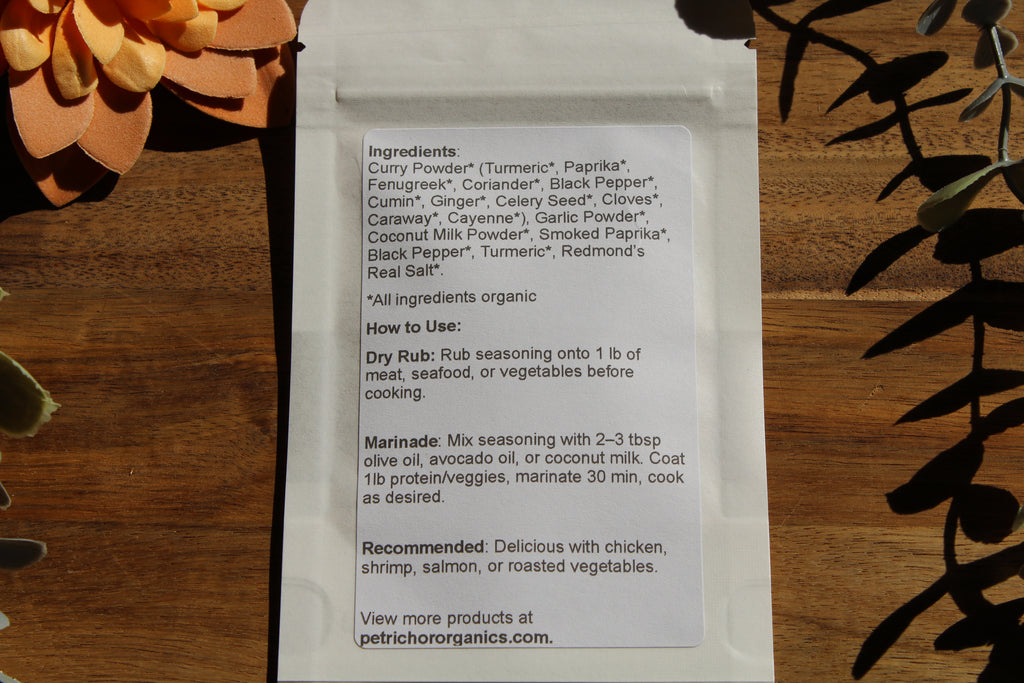 Ingredients:
Curry Powder* (Turmeric*, Paprika*,
Fenugreek*, Coriander*, Black Pepper*,
Cumin*, Ginger*, Celery Seed*, Cloves*,
Caraway*, Cayenne*), Garlic Powder*,
Coconut Milk Powder*, Smoked Paprika*,
Black Pepper*, Turmeric*, Redmond's
Real Salt*.
*All ingredients organic
How to Use:
Dry Rub: Rub seasoning onto 1 lb of
meat, seafood, or vegetables before
cooking.
Marinade: Mix seasoning with 2–3 tbsp
olive oil, avocado oil, or coconut milk. Coat
1lb protein/veggies, marinate 30 min, cook
as desired.
Recommended: Delicious with chicken,
shrimp, salmon, or roasted vegetables.
View more products at
petrichororganics.com.